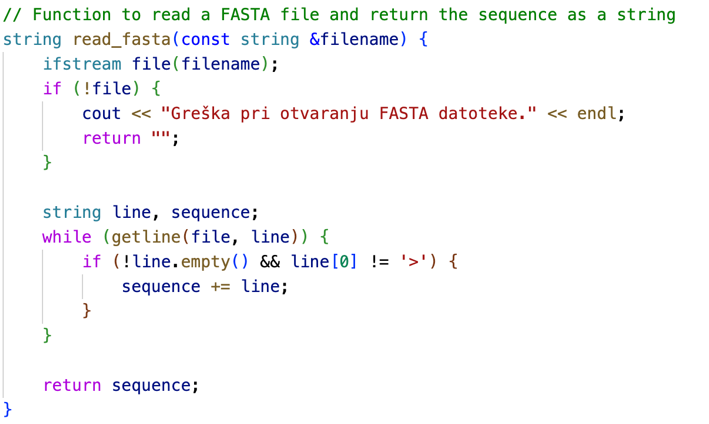 // Function to read a FASTA file and return the sequence as a string
string read_fasta(const string &filename) {
    ifstream file(filename);
    if (!file) {
        cout << "Greška pri otvaranju FASTA datoteke." << endl;
        return "";
    }

    string line, sequence;
    while (getline(file, line)) {
        if (!line.empty() && line[0] != '>') {
            sequence += line;
        }
    }

    return sequence;
}